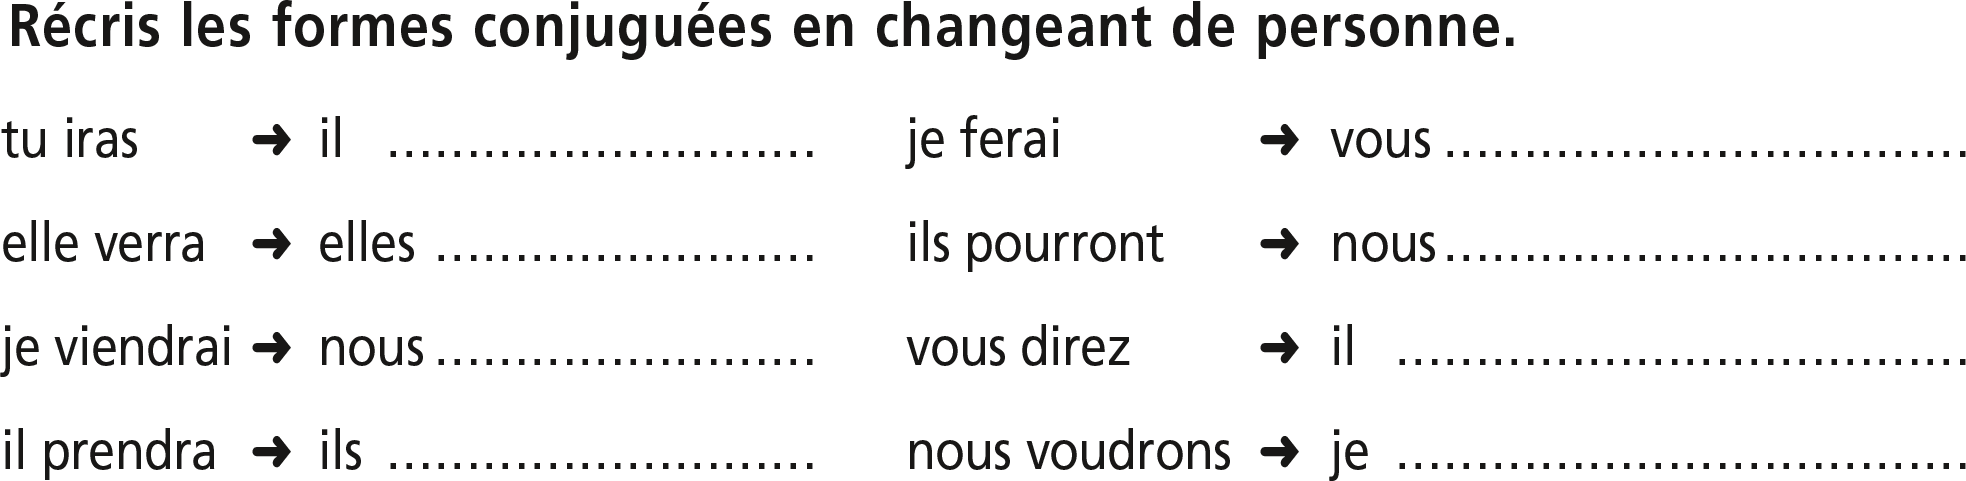 Récris les formes conjuguées en changeant de personne.
tu iras ➜ il ........................... je ferai ➜ vous .................................
elle verra ➜ elles ........................ ils pourront ➜ nous .................................
je viendrai ➜ nous ........................ vous direz ➜ il ....................................
il prendra ➜ ils ........................... nous voudrons ➜ je ....................................